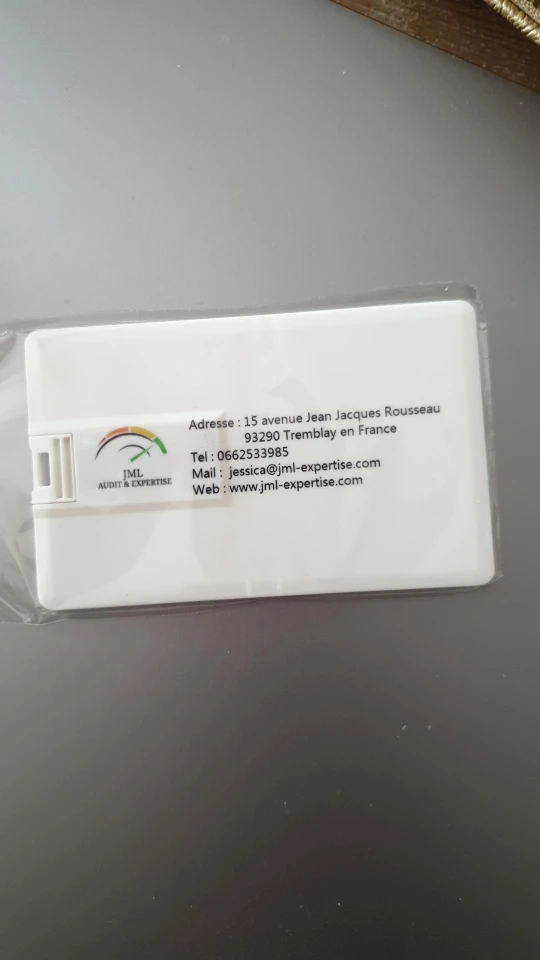 JML
AUDIT & EXPERTISE
Adresse : 15 avenue Jean Jacques Rousseau
93290 Tremblay en France
Tel : 0662533985
Mail : jessica@jml-expertise.com
Web : www.jml-expertise.com